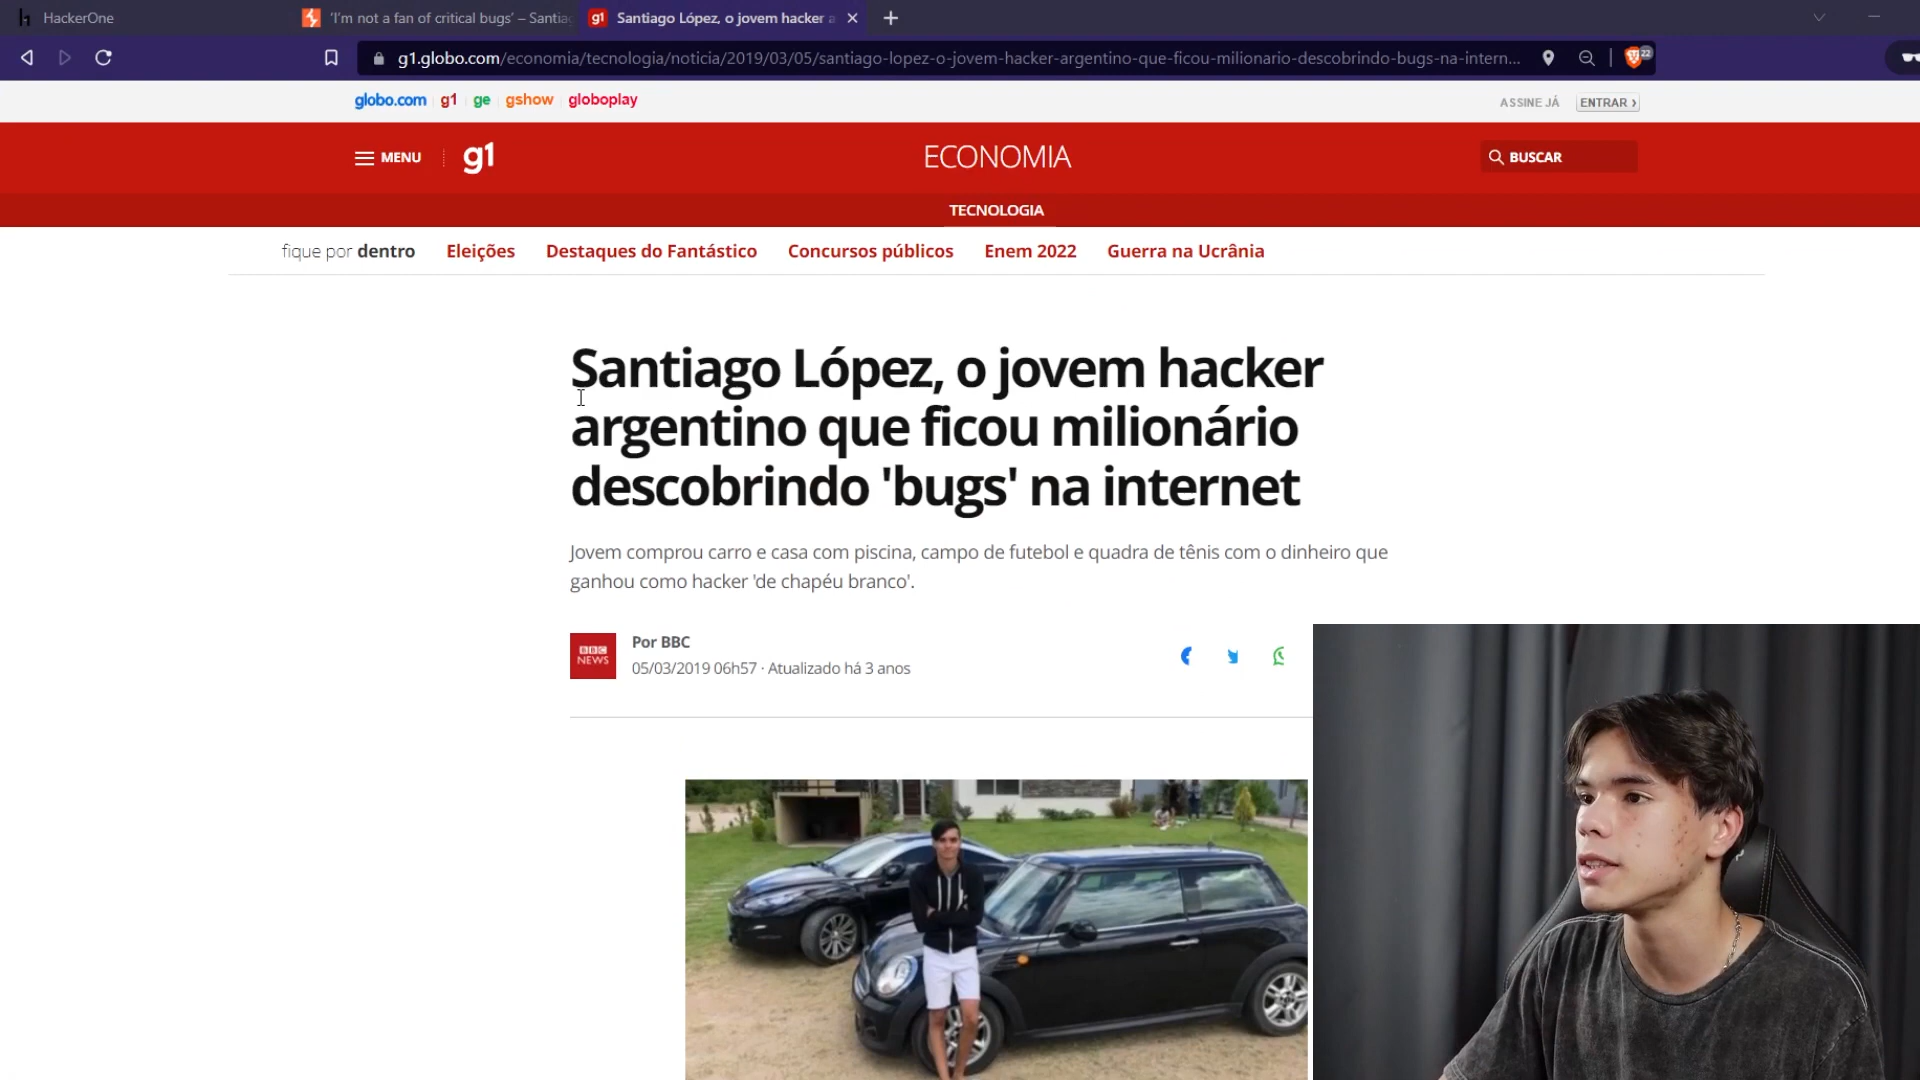 HackerOne
'I'm not a fan of critical bugs' – Santia
g1 Santiago López, o jovem hacker a
g1.globo.com/economia/tecnologia/noticia/2019/03/05/santiago-lopez-o-jovem-hacker-argentino-que-ficou-milionario-descobrindo-bugs-na-intern...
22
globo.com g1 ge gshow globoplay
ASSINE JÁ ENTRAR ›
MENU g1 ECONOMIA BUSCAR
TECNOLOGIA
fique por dentro Eleições Destaques do Fantástico Concursos públicos Enem 2022 Guerra na Ucrânia
Santiago López, o jovem hacker
argentino que ficou milionário
descobrindo 'bugs' na internet
Jovem comprou carro e casa com piscina, campo de futebol e quadra de tênis com o dinheiro que
ganhou como hacker 'de chapéu branco'.
BBC
NEWS
Por BBC
05/03/2019 06h57 · Atualizado há 3 anos